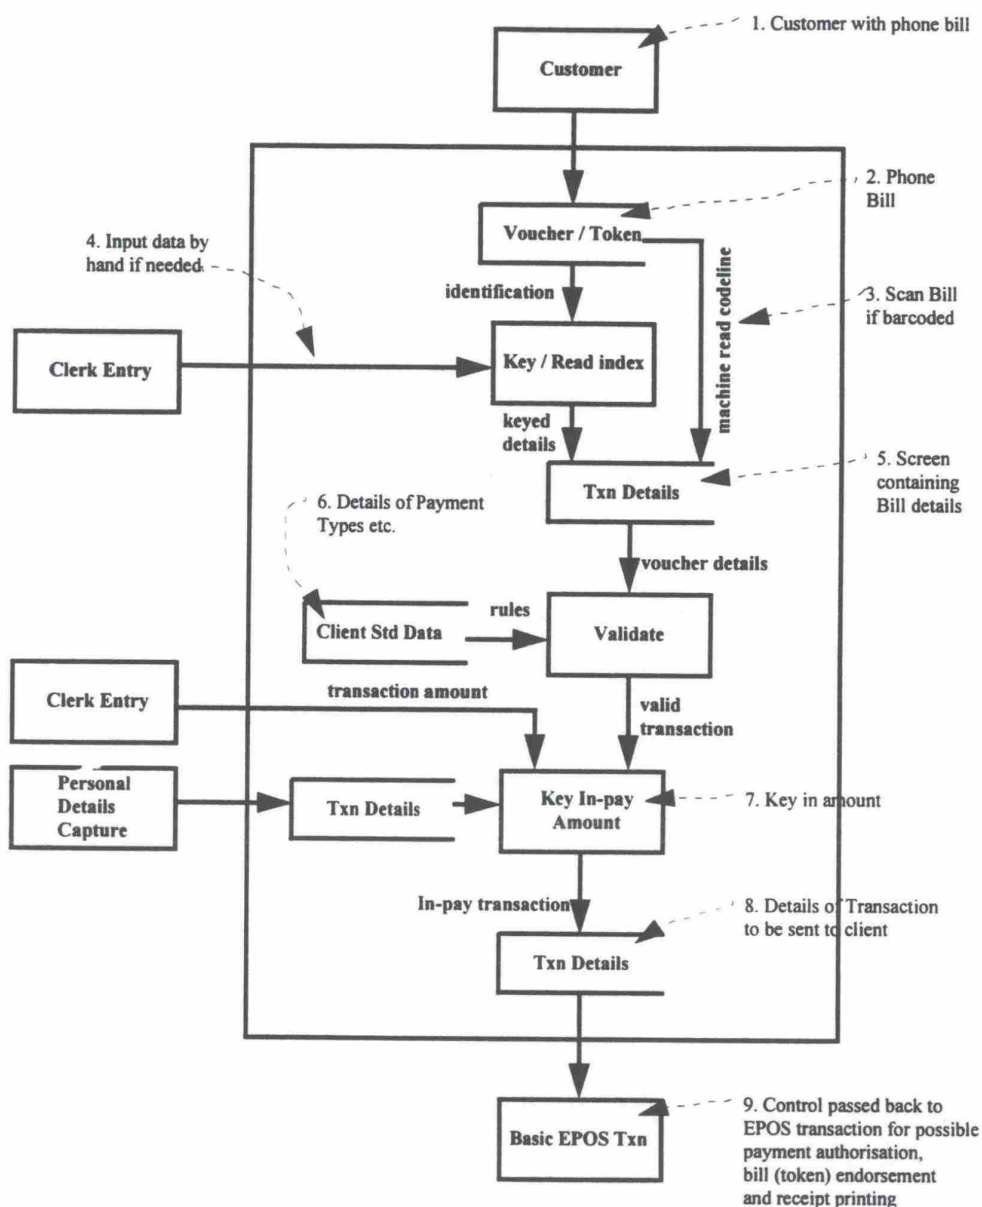 1. Customer with phone bill
Customer
2. Phone
Bill
Voucher / Token
4. Input data by
hand if needed
identification
machine read codeline
3. Scan Bill
if barcoded
Clerk Entry
Key / Read index
keyed
details
5. Screen
containing
Bill details
Txn Details
6. Details of Payment
Types etc.
voucher details
rules
Client Std Data
Validate
Clerk Entry
transaction amount
valid
transaction
Personal
Details
Capture
Txn Details
Key In-pay
Amount
7. Key in amount
In-pay transaction
8. Details of Transaction
to be sent to client
Txn Details
Basic EPOS Txn
9. Control passed back to
EPOS transaction for possible
payment authorisation,
bill (token) endorsement
and receipt printing